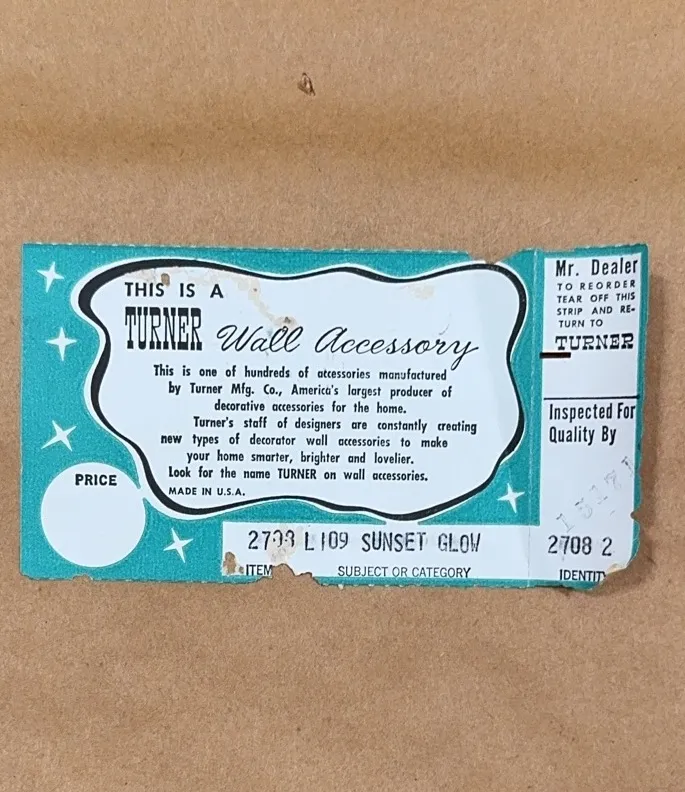 THIS IS A
TURNER Wall Accessory
This is one of hundreds of accessories manufactured
by Turner Mfg. Co., America's largest producer of
decorative accessories for the home.
Turner's staff of designers are constantly creating
new types of decorator wall accessories to make
your home smarter, brighter and lovelier.
Look for the name TURNER on wall accessories.
MADE IN U.S.A.
PRICE
L109 SUNSET GLOW
ITEM SUBJECT OR CATEGORY
Mr. Dealer
TO REORDER
TEAR OFF THIS
STRIP AND RE-
TURN TO
TURNER
Inspected For
Quality By
2708 2